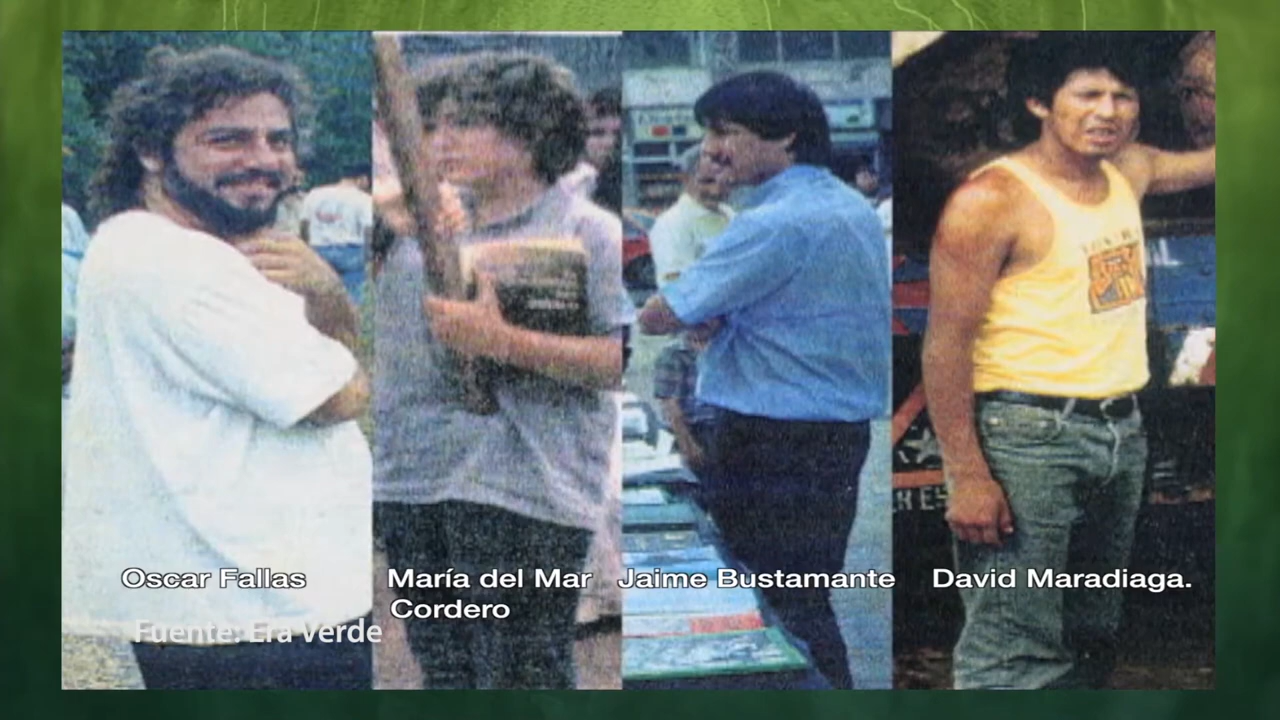 Oscar Fallas
María del Mar
Cordero
Jaime Bustamante
David Maradiaga.
Fuente: Era Verde